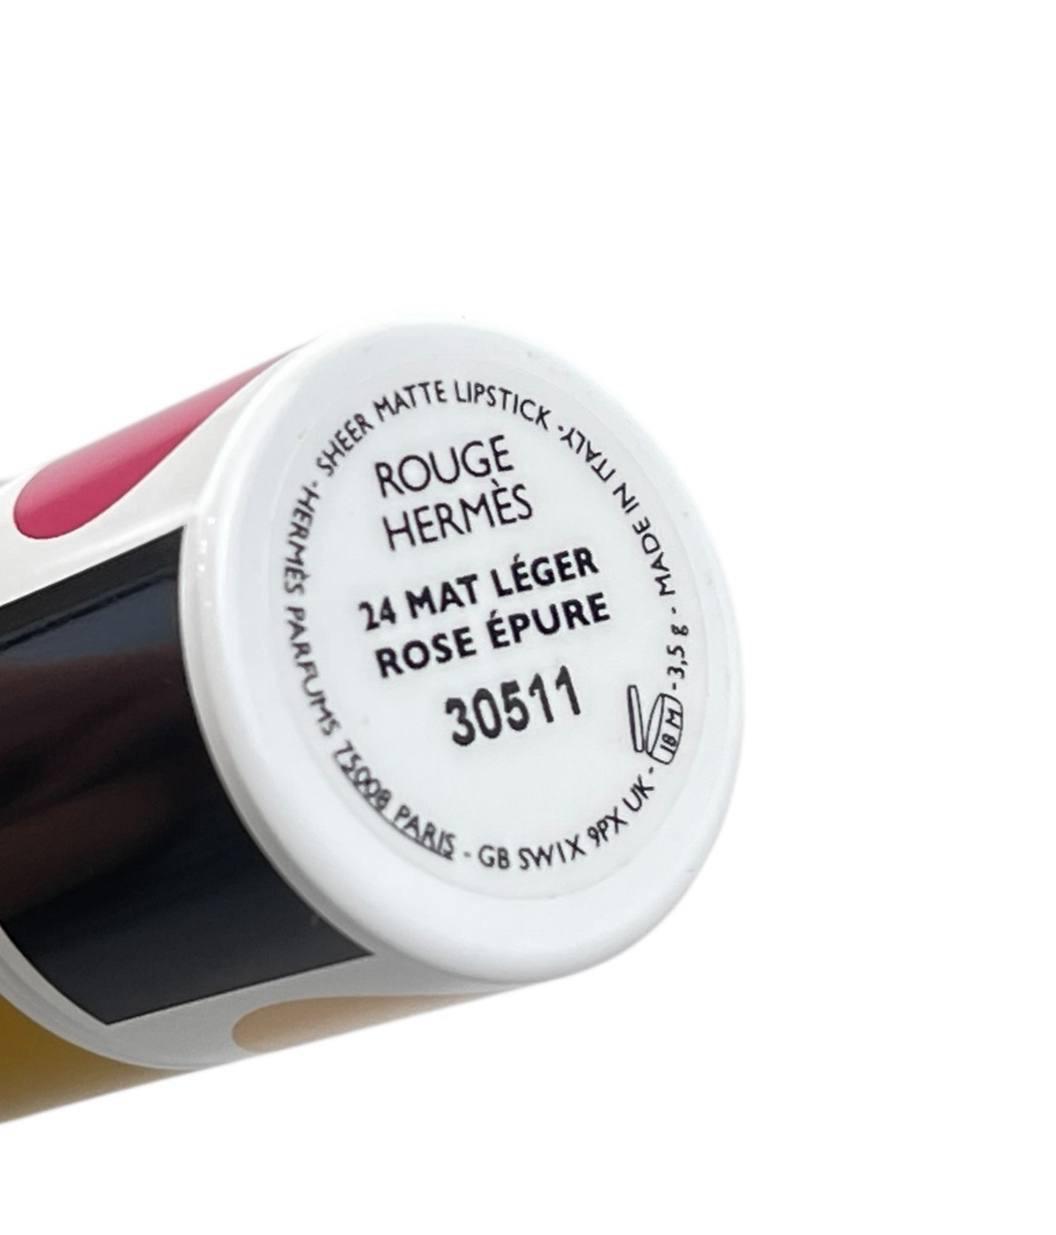 ROUGE
HERMÈS
24 MAT LÉGER
ROSE ÉPURE
30511
SHEER MATTE LIPSTICK - MADE IN ITALY - 3,5 g - 18 M - GB SW1X 9PX UK - HERMÈS PARFUMS 75008 PARIS